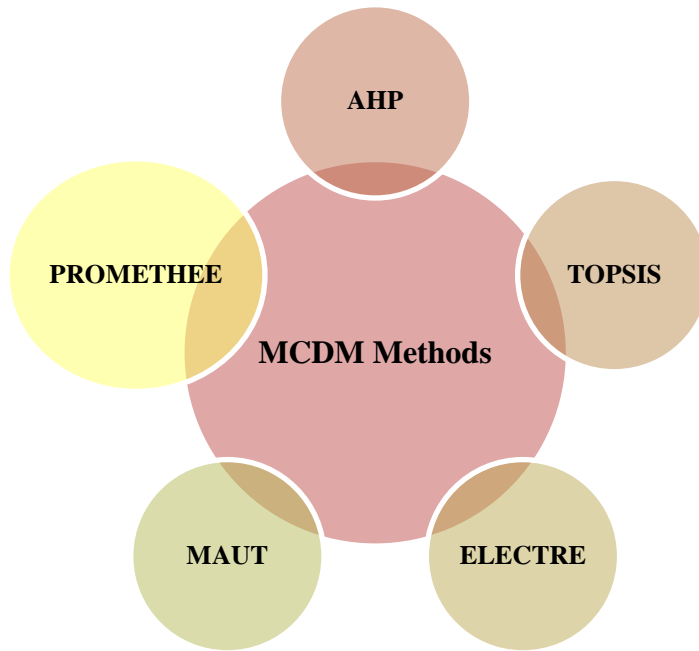 AHP
PROMETHEE
TOPSIS
MCDM Methods
MAUT
ELECTRE